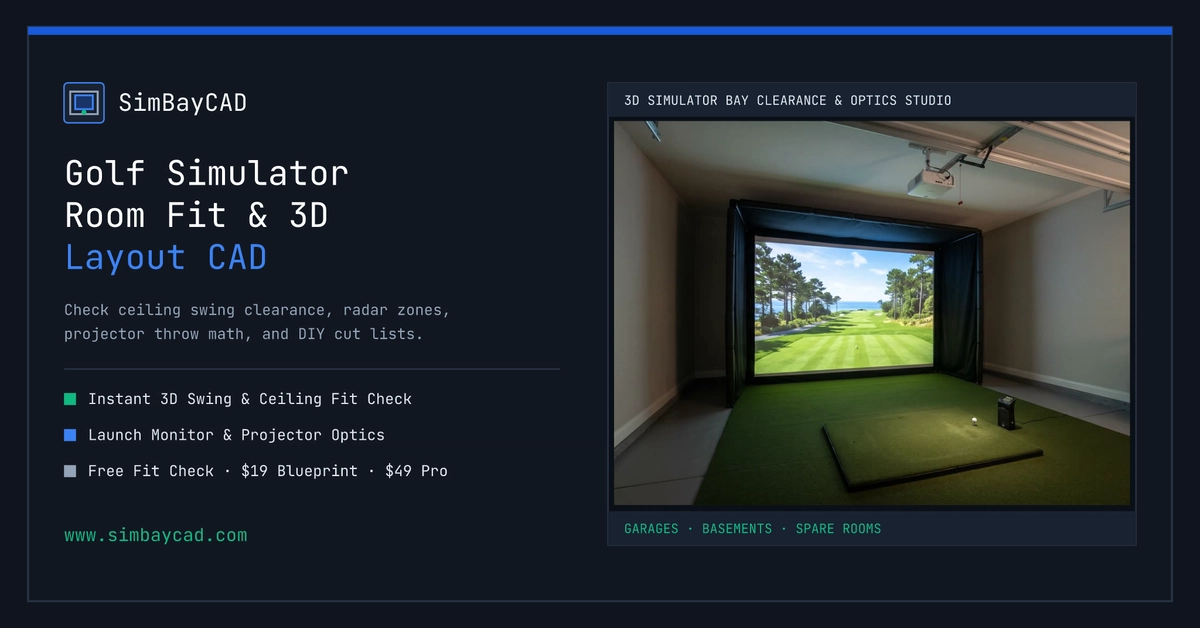 SimBayCAD
Golf Simulator
Room Fit & 3D
Layout CAD
Check ceiling swing clearance, radar zones,
projector throw math, and DIY cut lists.
Instant 3D Swing & Ceiling Fit Check
Launch Monitor & Projector Optics
Free Fit Check · $19 Blueprint · $49 Pro
www.simbaycad.com
3D SIMULATOR BAY CLEARANCE & OPTICS STUDIO
GARAGES · BASEMENTS · SPARE ROOMS